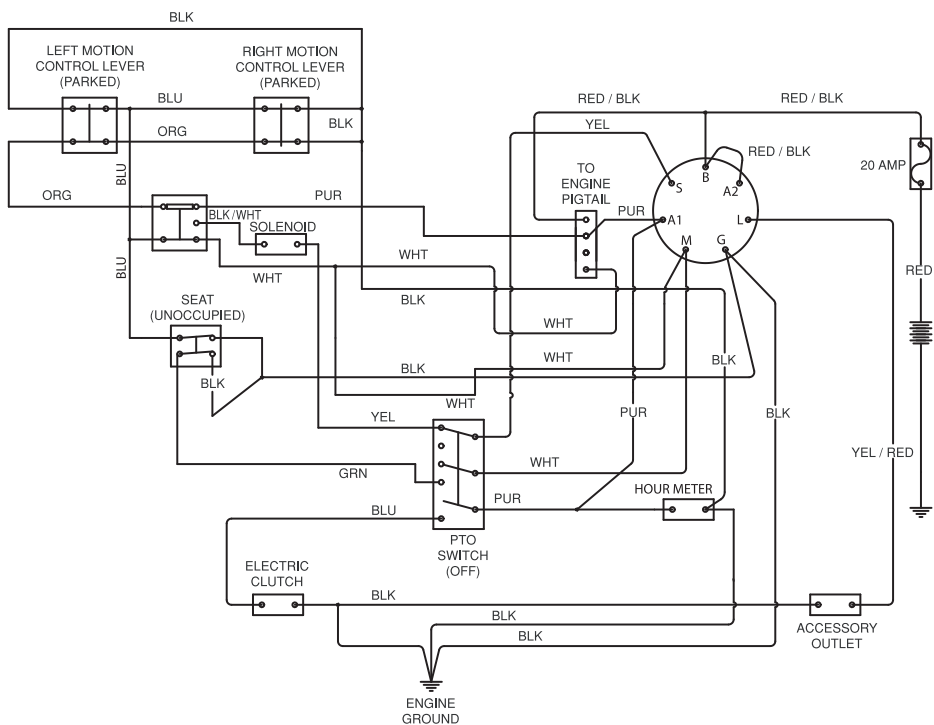 BLK
LEFT MOTION
CONTROL LEVER
(PARKED)
RIGHT MOTION
CONTROL LEVER
(PARKED)
BLU
BLK
ORG
RED / BLK
RED / BLK
YEL
RED / BLK
20 AMP
TO
ENGINE
PIGTAIL
S
B
A2
A1
L
M
G
BLU
ORG
PUR
PUR
BLK/WHT
SOLENOID
WHT
WHT
BLU
BLK
RED
SEAT
(UNOCCUPIED)
WHT
WHT
BLK
BLK
BLK
WHT
YEL
PUR
BLK
YEL / RED
GRN
WHT
HOUR METER
PUR
BLU
PTO
SWITCH
(OFF)
ELECTRIC
CLUTCH
BLK
BLK
BLK
ACCESSORY
OUTLET
ENGINE
GROUND